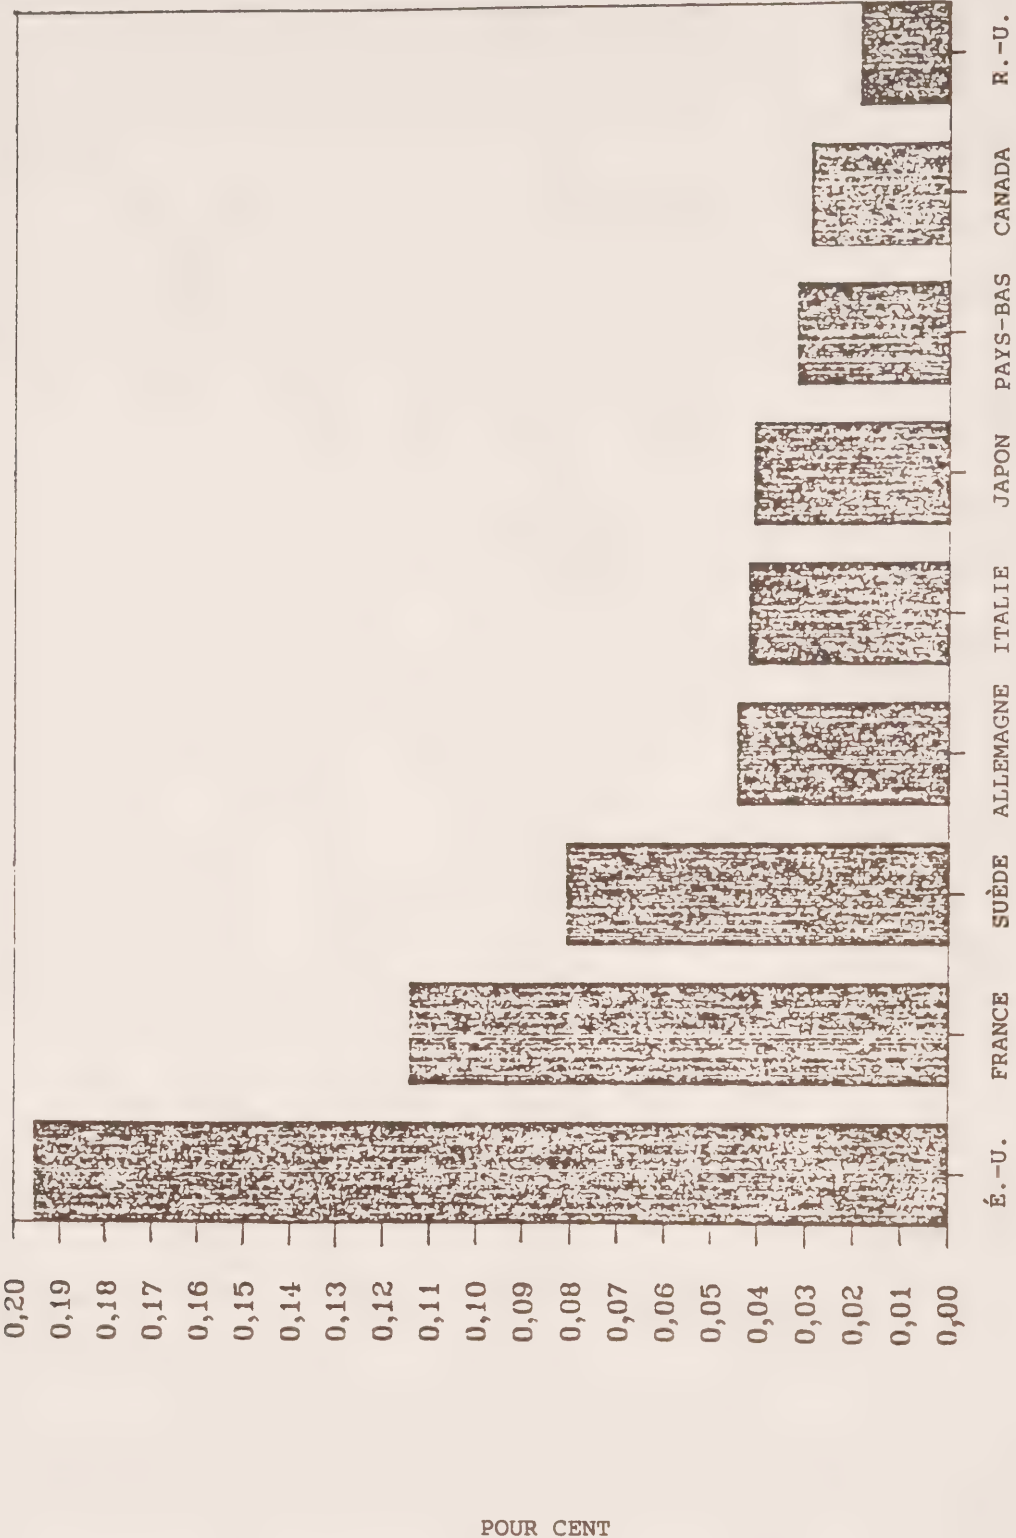 0,20
0,19
0,18
0,17
0,16
0,15
0,14
0,13
0,12
0,11
0,10
0,09
0,08
0,07
0,06
0,05
0,04
0,03
0,02
0,01
0,00
É.-U.
FRANCE
SUÈDE
ALLEMAGNE
ITALIE
JAPON
PAYS-BAS
CANADA
R.-U.
POUR CENT